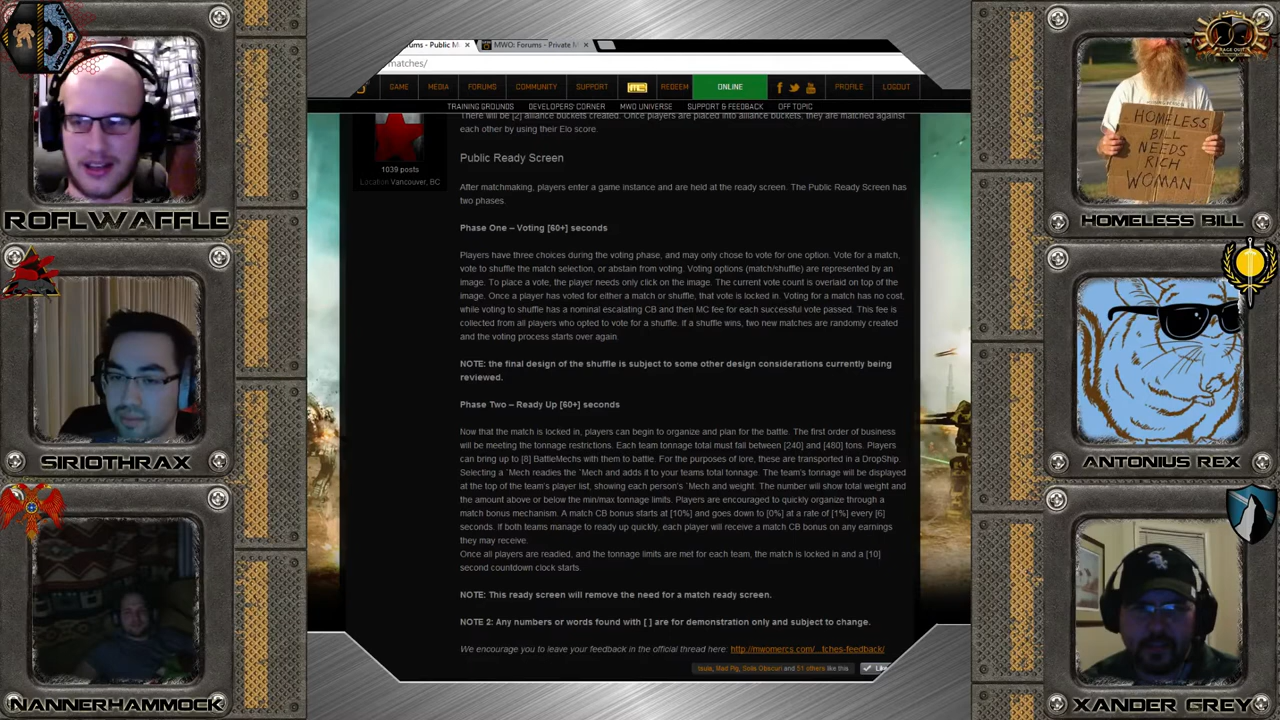 orums - Public M
MWO: Forums - Private M
matches/
GAME MEDIA FORUMS COMMUNITY SUPPORT REDEEM ONLINE PROFILE LOGOUT
TRAINING GROUNDS DEVELOPERS' CORNER MWO UNIVERSE SUPPORT & FEEDBACK OFF TOPIC
There will be [2] alliance buckets created. Once players are placed into alliance buckets, they are matched against
each other by using their Elo score.
1039 posts
Location Vancouver, BC
Public Ready Screen
After matchmaking, players enter a game instance and are held at the ready screen. The Public Ready Screen has
two phases.
Phase One – Voting [60+] seconds
Players have three choices during the voting phase, and may only chose to vote for one option. Vote for a match,
vote to shuffle the match selection, or abstain from voting. Voting options (match/shuffle) are represented by an
image. To place a vote, the player needs only click on the image. The current vote count is overlaid on top of the
image. Once a player has voted for either a match or shuffle, that vote is locked in. Voting for a match has no cost,
while voting to shuffle has a nominal escalating CB and then MC fee for each successful vote passed. This fee is
collected from all players who opted to vote for a shuffle. If a shuffle wins, two new matches are randomly created
and the voting process starts over again.
NOTE: the final design of the shuffle is subject to some other design considerations currently being
reviewed.
Phase Two – Ready Up [60+] seconds
Now that the match is locked in, players can begin to organize and plan for the battle. The first order of business
will be meeting the tonnage restrictions. Each team tonnage total must fall between [240] and [480] tons. Players
can bring up to [8] BattleMechs with them to battle. For the purposes of lore, these are transported in a DropShip.
Selecting a `Mech readies the `Mech and adds it to your teams total tonnage. The team's tonnage will be displayed
at the top of the team's player list, showing each person's `Mech and weight. The number will show total weight and
the amount above or below the min/max tonnage limits. Players are encouraged to quickly organize through a
match bonus mechanism. A match CB bonus starts at [10%] and goes down to [0%] at a rate of [1%] every [6]
seconds. If both teams manage to ready up quickly, each player will receive a match CB bonus on any earnings
they may receive.
Once all players are readied, and the tonnage limits are met for each team, the match is locked in and a [10]
second countdown clock starts.
NOTE: This ready screen will remove the need for a match ready screen.
NOTE 2: Any numbers or words found with [ ] are for demonstration only and subject to change.
We encourage you to leave your feedback in the official thread here: http://mwomercs.com/...tches-feedback/
Mad Pig, Solis Obscuri and 51 others like this
Like
ROFLWAFFLE
SIRIOTHRAX
NANNERHAMMOCK
RAGE QUIT
HOMELESS
BILL
NEEDS
RICH
WOMAN
HOMELESS BILL
ANTONIUS REX
XANDER GREY